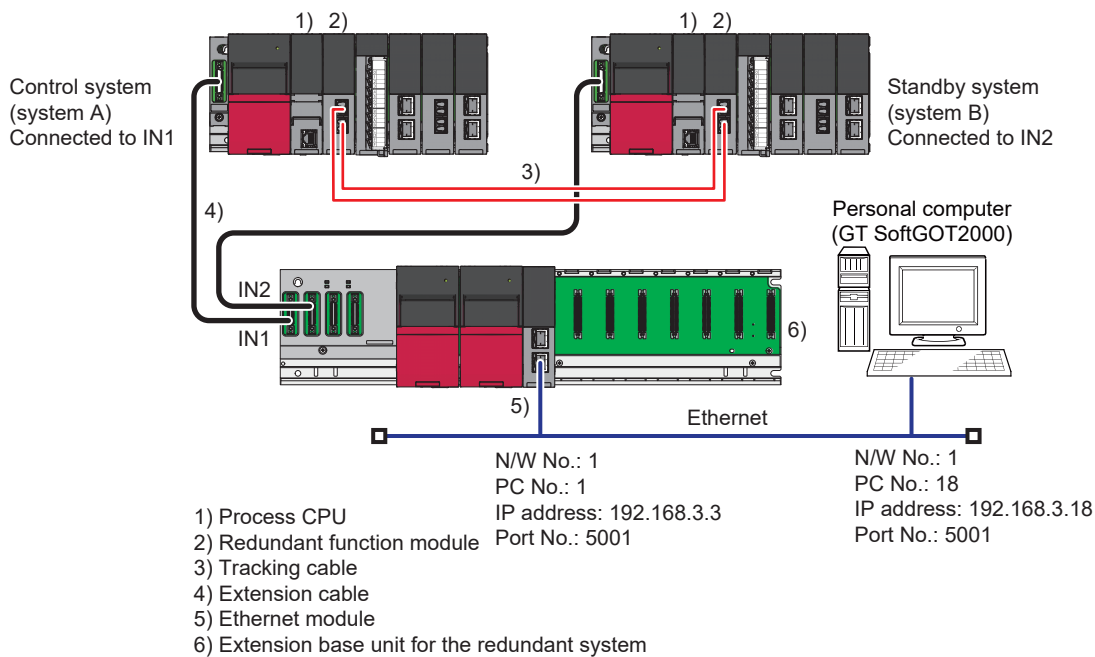 1) 2)
1) 2)
Control system
(system A)
Connected to IN1
Standby system
(system B)
Connected to IN2
3)
4)
Personal computer
(GT SoftGOT2000)
IN2
IN1
6)
5)
Ethernet
N/W No.: 1
PC No.: 1
IP address: 192.168.3.3
Port No.: 5001
N/W No.: 1
PC No.: 18
IP address: 192.168.3.18
Port No.: 5001
1) Process CPU
2) Redundant function module
3) Tracking cable
4) Extension cable
5) Ethernet module
6) Extension base unit for the redundant system